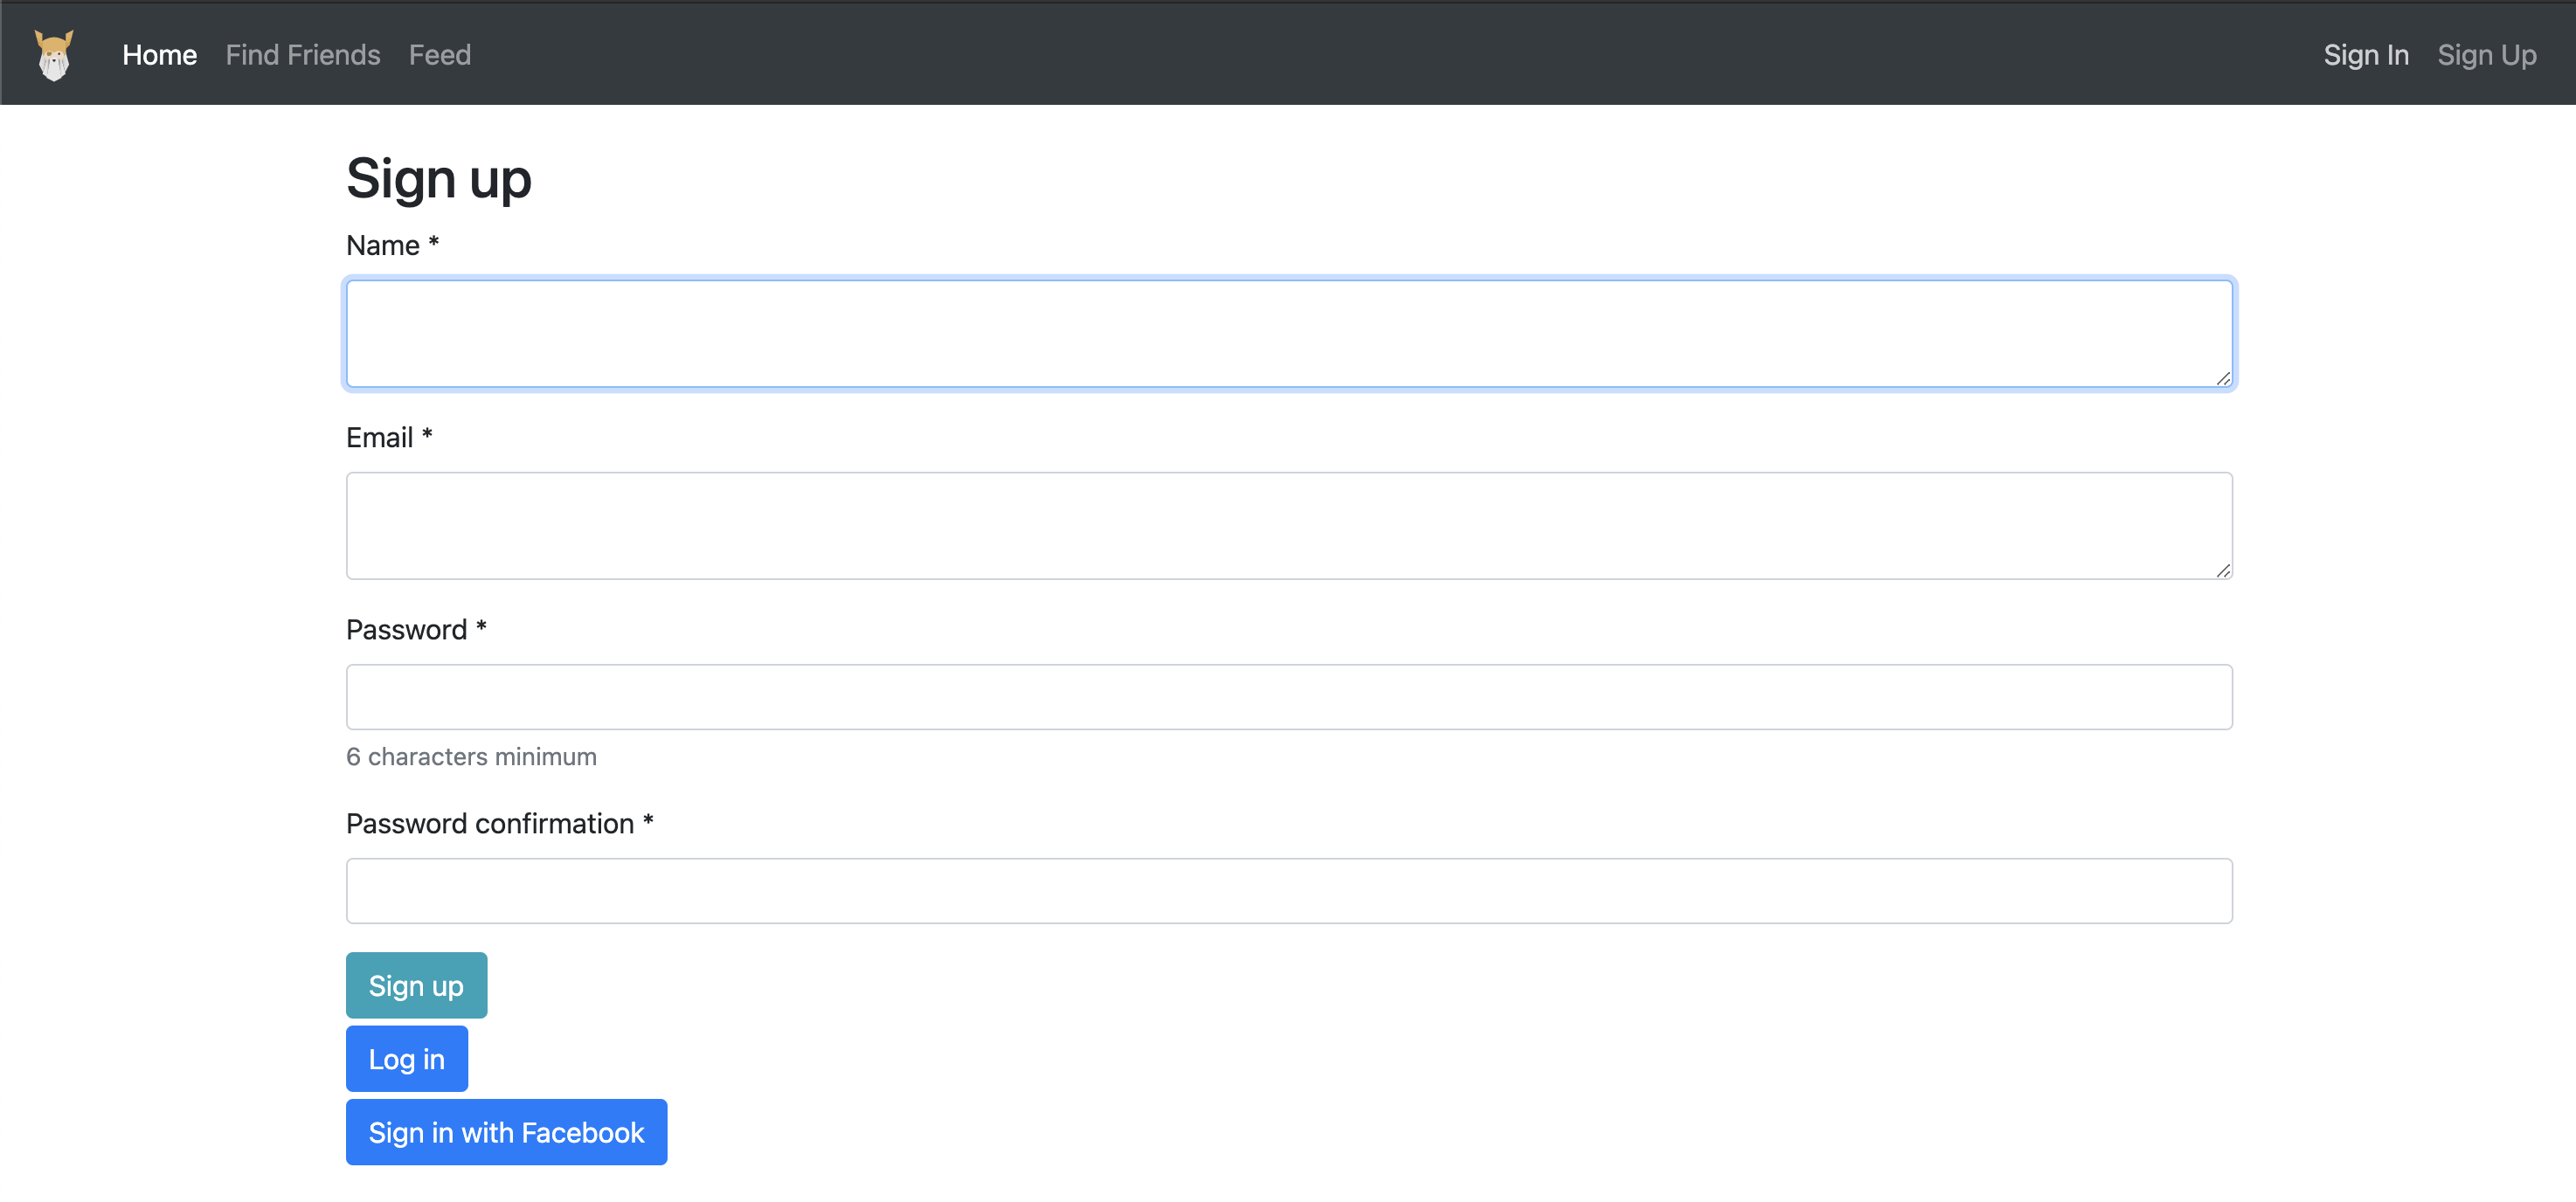 Home Find Friends Feed Sign In Sign Up
Sign up
Name *
Email *
Password *
6 characters minimum
Password confirmation *
Sign up
Log in
Sign in with Facebook